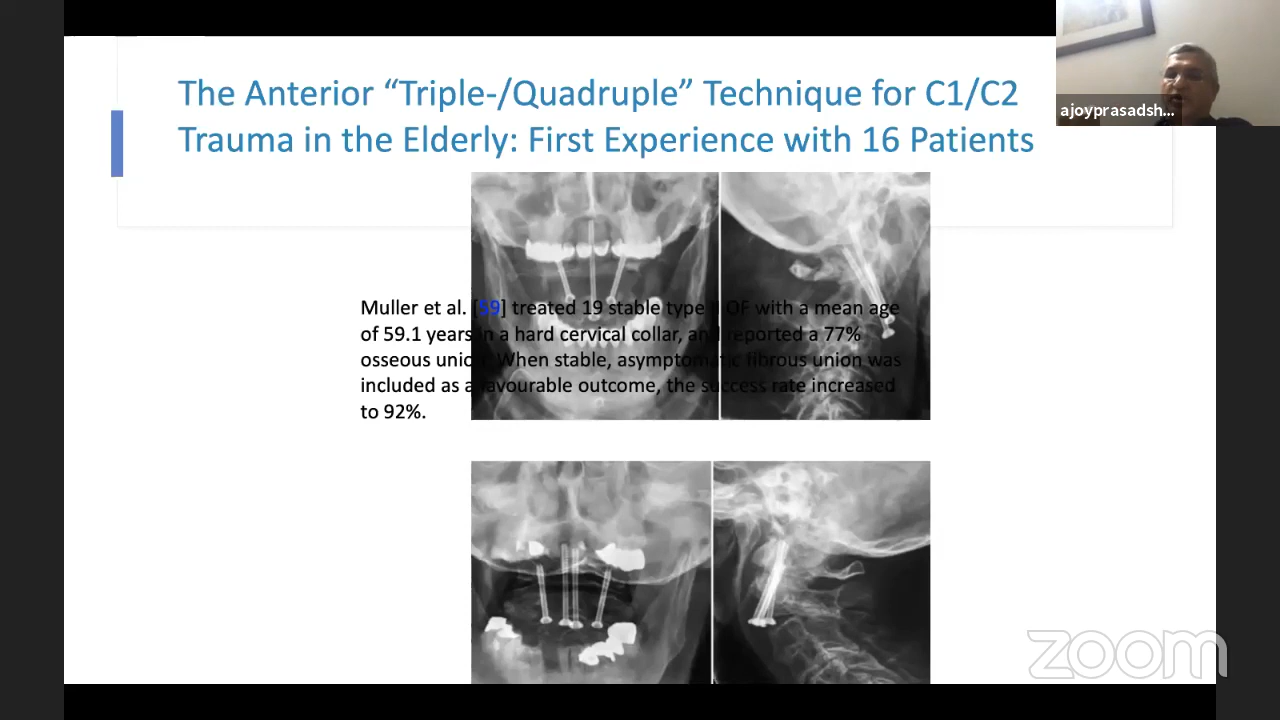 The Anterior “Triple-/Quadruple” Technique for C1/C2
Trauma in the Elderly: First Experience with 16 Patients
ajoyprasadsh...
Muller et al. [59] treated 19 stable type II OF with a mean age
of 59.1 years in a hard cervical collar, and reported a 77%
osseous union. When stable, asymptomatic fibrous union was
included as a favourable outcome, the success rate increased
to 92%.
zoom